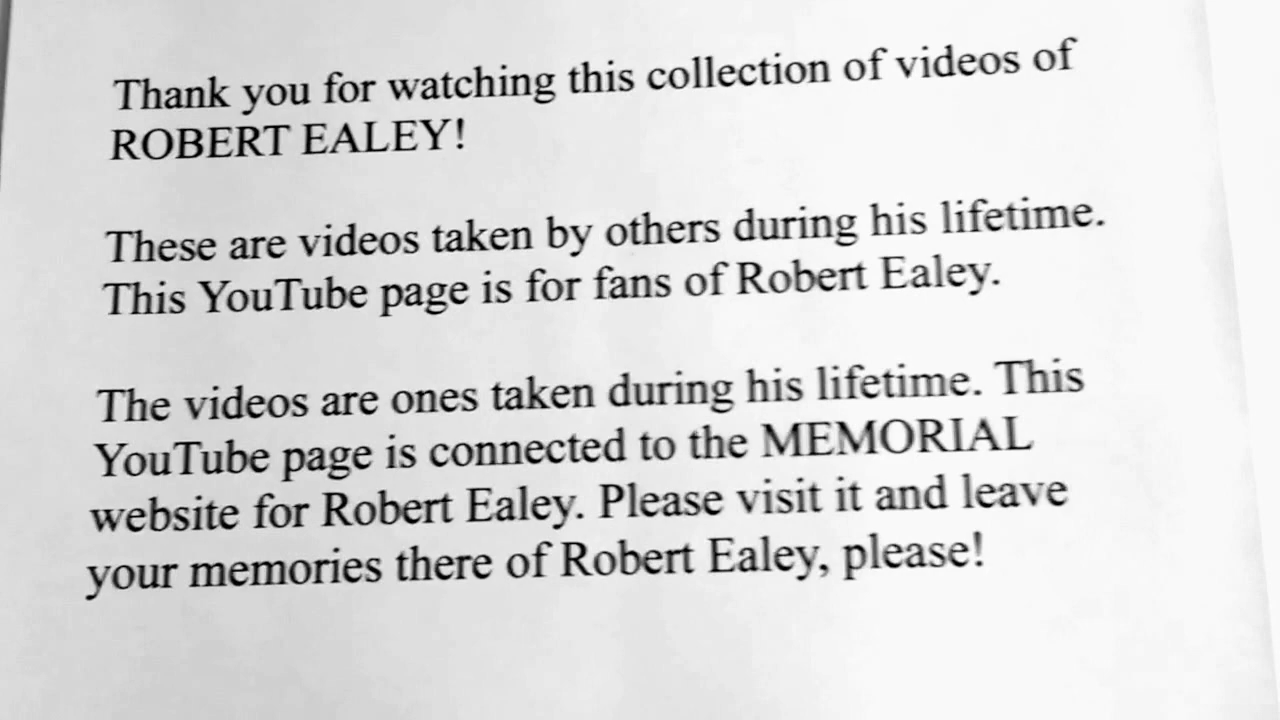 Thank you for watching this collection of videos of
ROBERT EALEY!
These are videos taken by others during his lifetime.
This YouTube page is for fans of Robert Ealey.
The videos are ones taken during his lifetime. This
YouTube page is connected to the MEMORIAL
website for Robert Ealey. Please visit it and leave
your memories there of Robert Ealey, please!